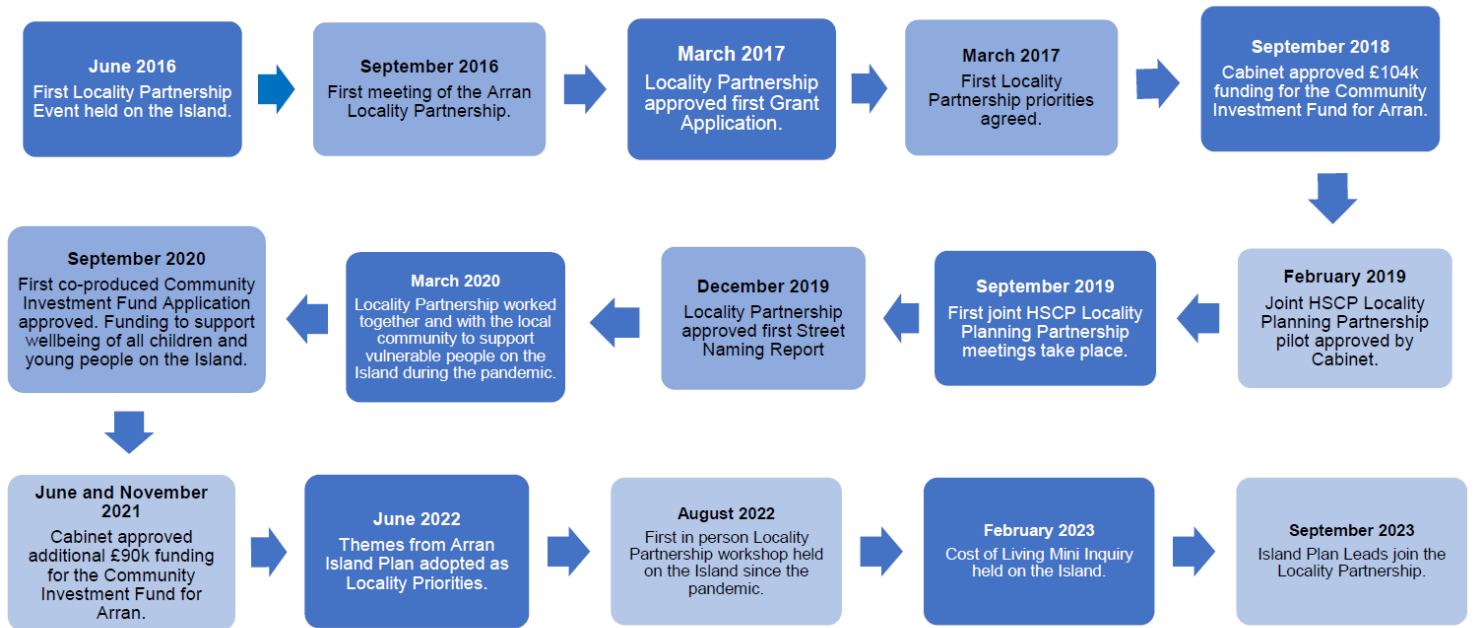 June 2016
First Locality Partnership
Event held on the Island.
September 2016
First meeting of the Arran
Locality Partnership.
March 2017
Locality Partnership
approved first Grant
Application.
March 2017
First Locality
Partnership priorities
agreed.
September 2018
Cabinet approved £104k
funding for the Community
Investment Fund for Arran.
February 2019
Joint HSCP Locality
Planning Partnership
pilot approved by
Cabinet.
September 2019
First joint HSCP Locality
Planning Partnership
meetings take place.
December 2019
Locality Partnership
approved first Street
Naming Report
March 2020
Locality Partnership worked
together and with the local
community to support
vulnerable people on the
Island during the pandemic.
September 2020
First co-produced Community
Investment Fund Application
approved. Funding to support
wellbeing of all children and
young people on the Island.
June and November
2021
Cabinet approved
additional £90k funding
for the Community
Investment Fund for
Arran.
June 2022
Themes from Arran
Island Plan adopted as
Locality Priorities.
August 2022
First in person Locality
Partnership workshop held
on the Island since the
pandemic.
February 2023
Cost of Living Mini Inquiry
held on the Island.
September 2023
Island Plan Leads join the
Locality Partnership.